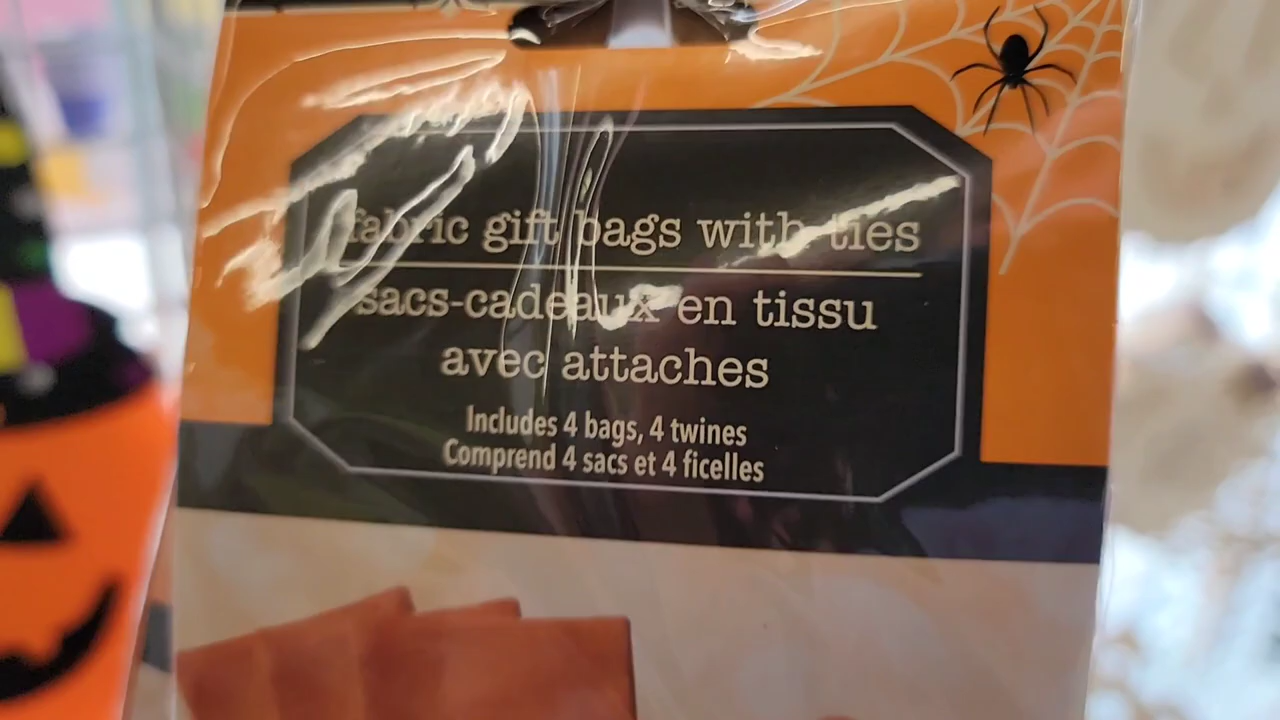 fabric gift bags with ties
sacs-cadeaux en tissu
avec attaches
Includes 4 bags, 4 twines
Comprend 4 sacs et 4 ficelles